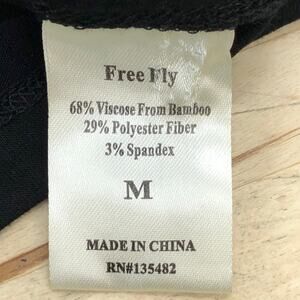 Free Fly
68% Viscose From Bamboo
29% Polyester Fiber
3% Spandex
M
MADE IN CHINA
RN#135482